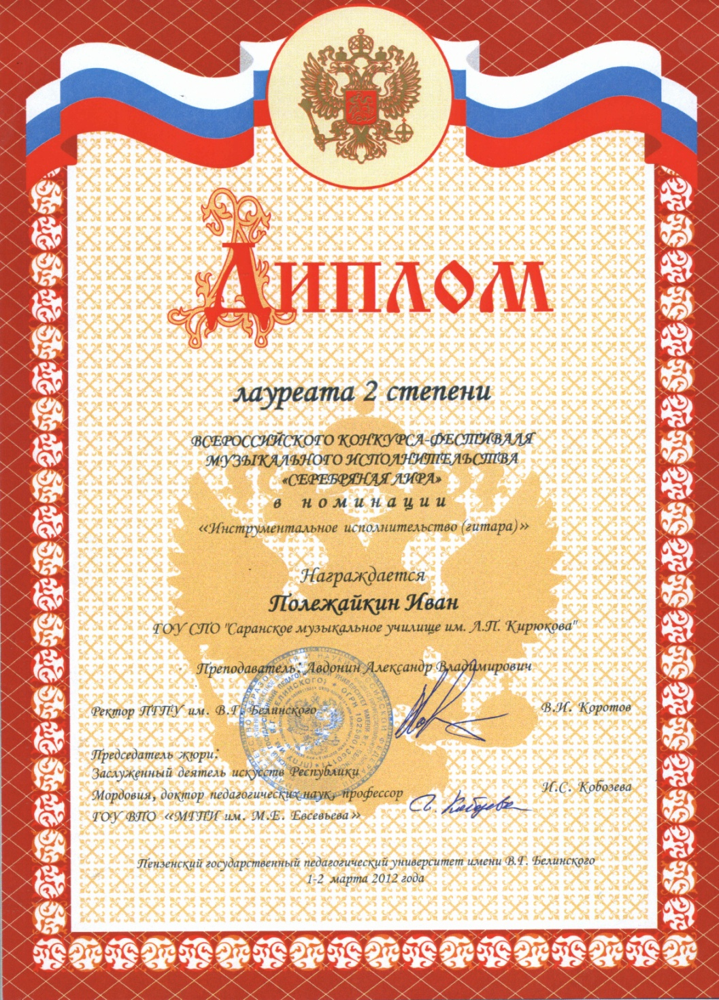 Диплом
лауреата 2 степени
ВСЕРОССИЙСКОГО КОНКУРСА-ФЕСТИВАЛЯ
МУЗЫКАЛЬНОГО ИСПОЛНИТЕЛЬСТВА
«СЕРЕБРЯНАЯ ЛИРА»
в номинации
«Инструментальное исполнительство (гитара)»
Награждается
Полежайкин Иван
ГОУ СПО "Саранское музыкальное училище им. Л.П. Кирюкова"
Преподаватель: Авдонин Александр Владимирович
Ректор ПГПУ им. В.Г. Белинского В.И. Коротов
Председатель жюри:
Заслуженный деятель искусств Республики
Мордовия, доктор педагогических наук, профессор И.С. Кобозева
ГОУ ВПО «МГПИ им. М.Е. Евсевьева»
Пензенский государственный педагогический университет имени В.Г. Белинского
1-2 марта 2012 года